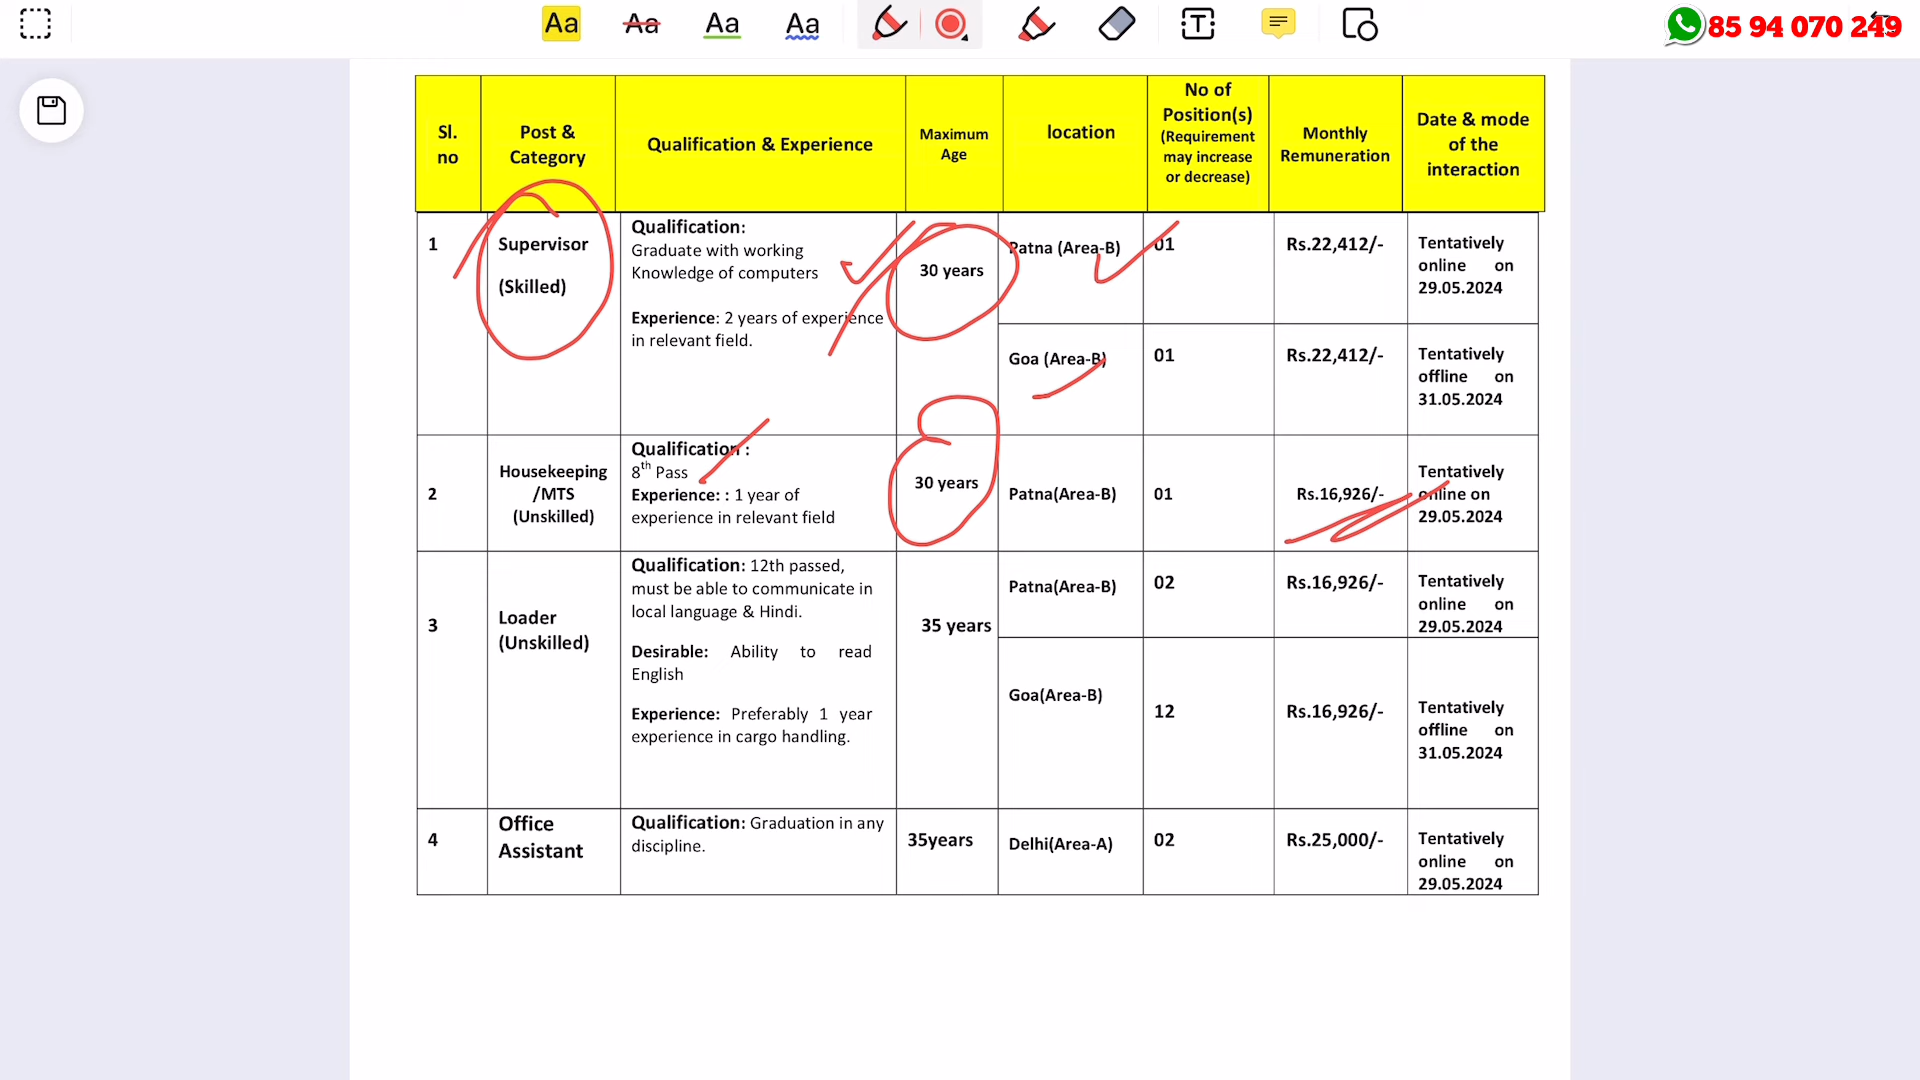 Aa Aa Aa Aa T
85 94 070 249
Sl.
no
Post &
Category
Qualification & Experience
Maximum
Age
location
No of
Position(s)
(Requirement
may increase
or decrease)
Monthly
Remuneration
Date & mode
of the
interaction
1
Supervisor
(Skilled)
Qualification:
Graduate with working
Knowledge of computers
Experience: 2 years of experience
in relevant field.
30 years
Patna (Area-B)
01
Rs.22,412/-
Tentatively
online on
29.05.2024
Goa (Area-B)
01
Rs.22,412/-
Tentatively
offline on
31.05.2024
2
Housekeeping
/MTS
(Unskilled)
Qualification :
8th Pass
Experience: : 1 year of
experience in relevant field
30 years
Patna(Area-B)
01
Rs.16,926/-
Tentatively
online on
29.05.2024
3
Loader
(Unskilled)
Qualification: 12th passed,
must be able to communicate in
local language & Hindi.
Desirable: Ability to read
English
Experience: Preferably 1 year
experience in cargo handling.
35 years
Patna(Area-B)
02
Rs.16,926/-
Tentatively
online on
29.05.2024
Goa(Area-B)
12
Rs.16,926/-
Tentatively
offline on
31.05.2024
4
Office
Assistant
Qualification: Graduation in any
discipline.
35years
Delhi(Area-A)
02
Rs.25,000/-
Tentatively
online on
29.05.2024